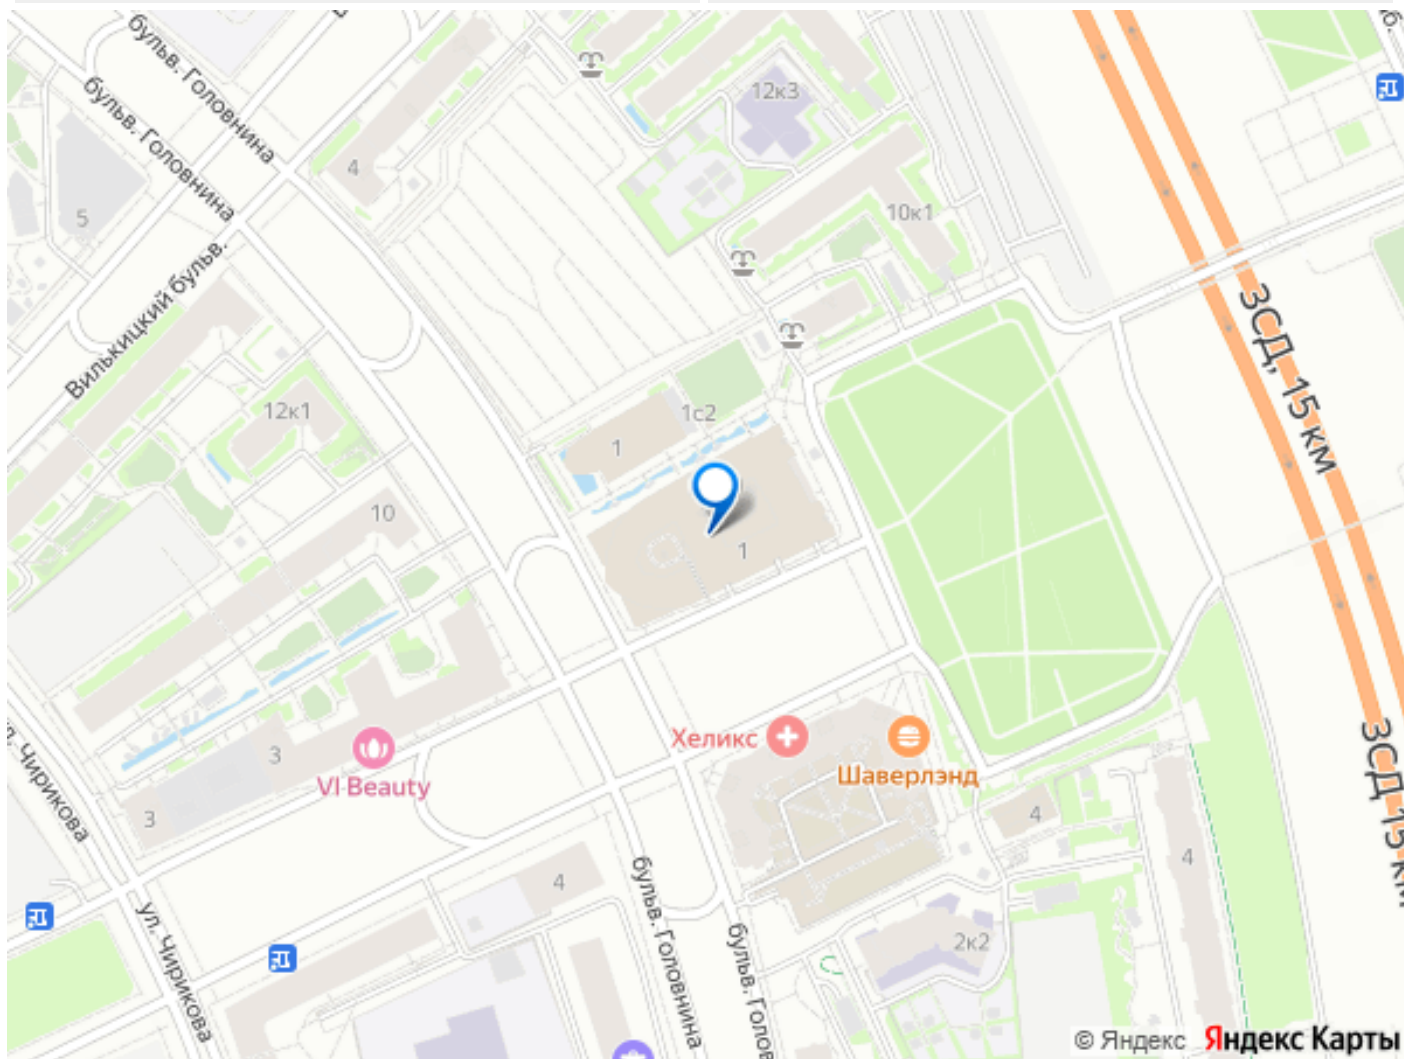 бульв. Головнина
бульв. Головнина
12к3
4
5
10к1
Вилькицкий бульв.
ЗСД, 15 км
12к1
1с2
1
10
1
Хеликс
Шаверлэнд
VI Beauty
3
3
4
4
4
ЗСД 15 км
Чирикова
ул. Чирикова
бульв. Головнина
бульв. Голов
2к2
© Яндекс Яндекс Карты